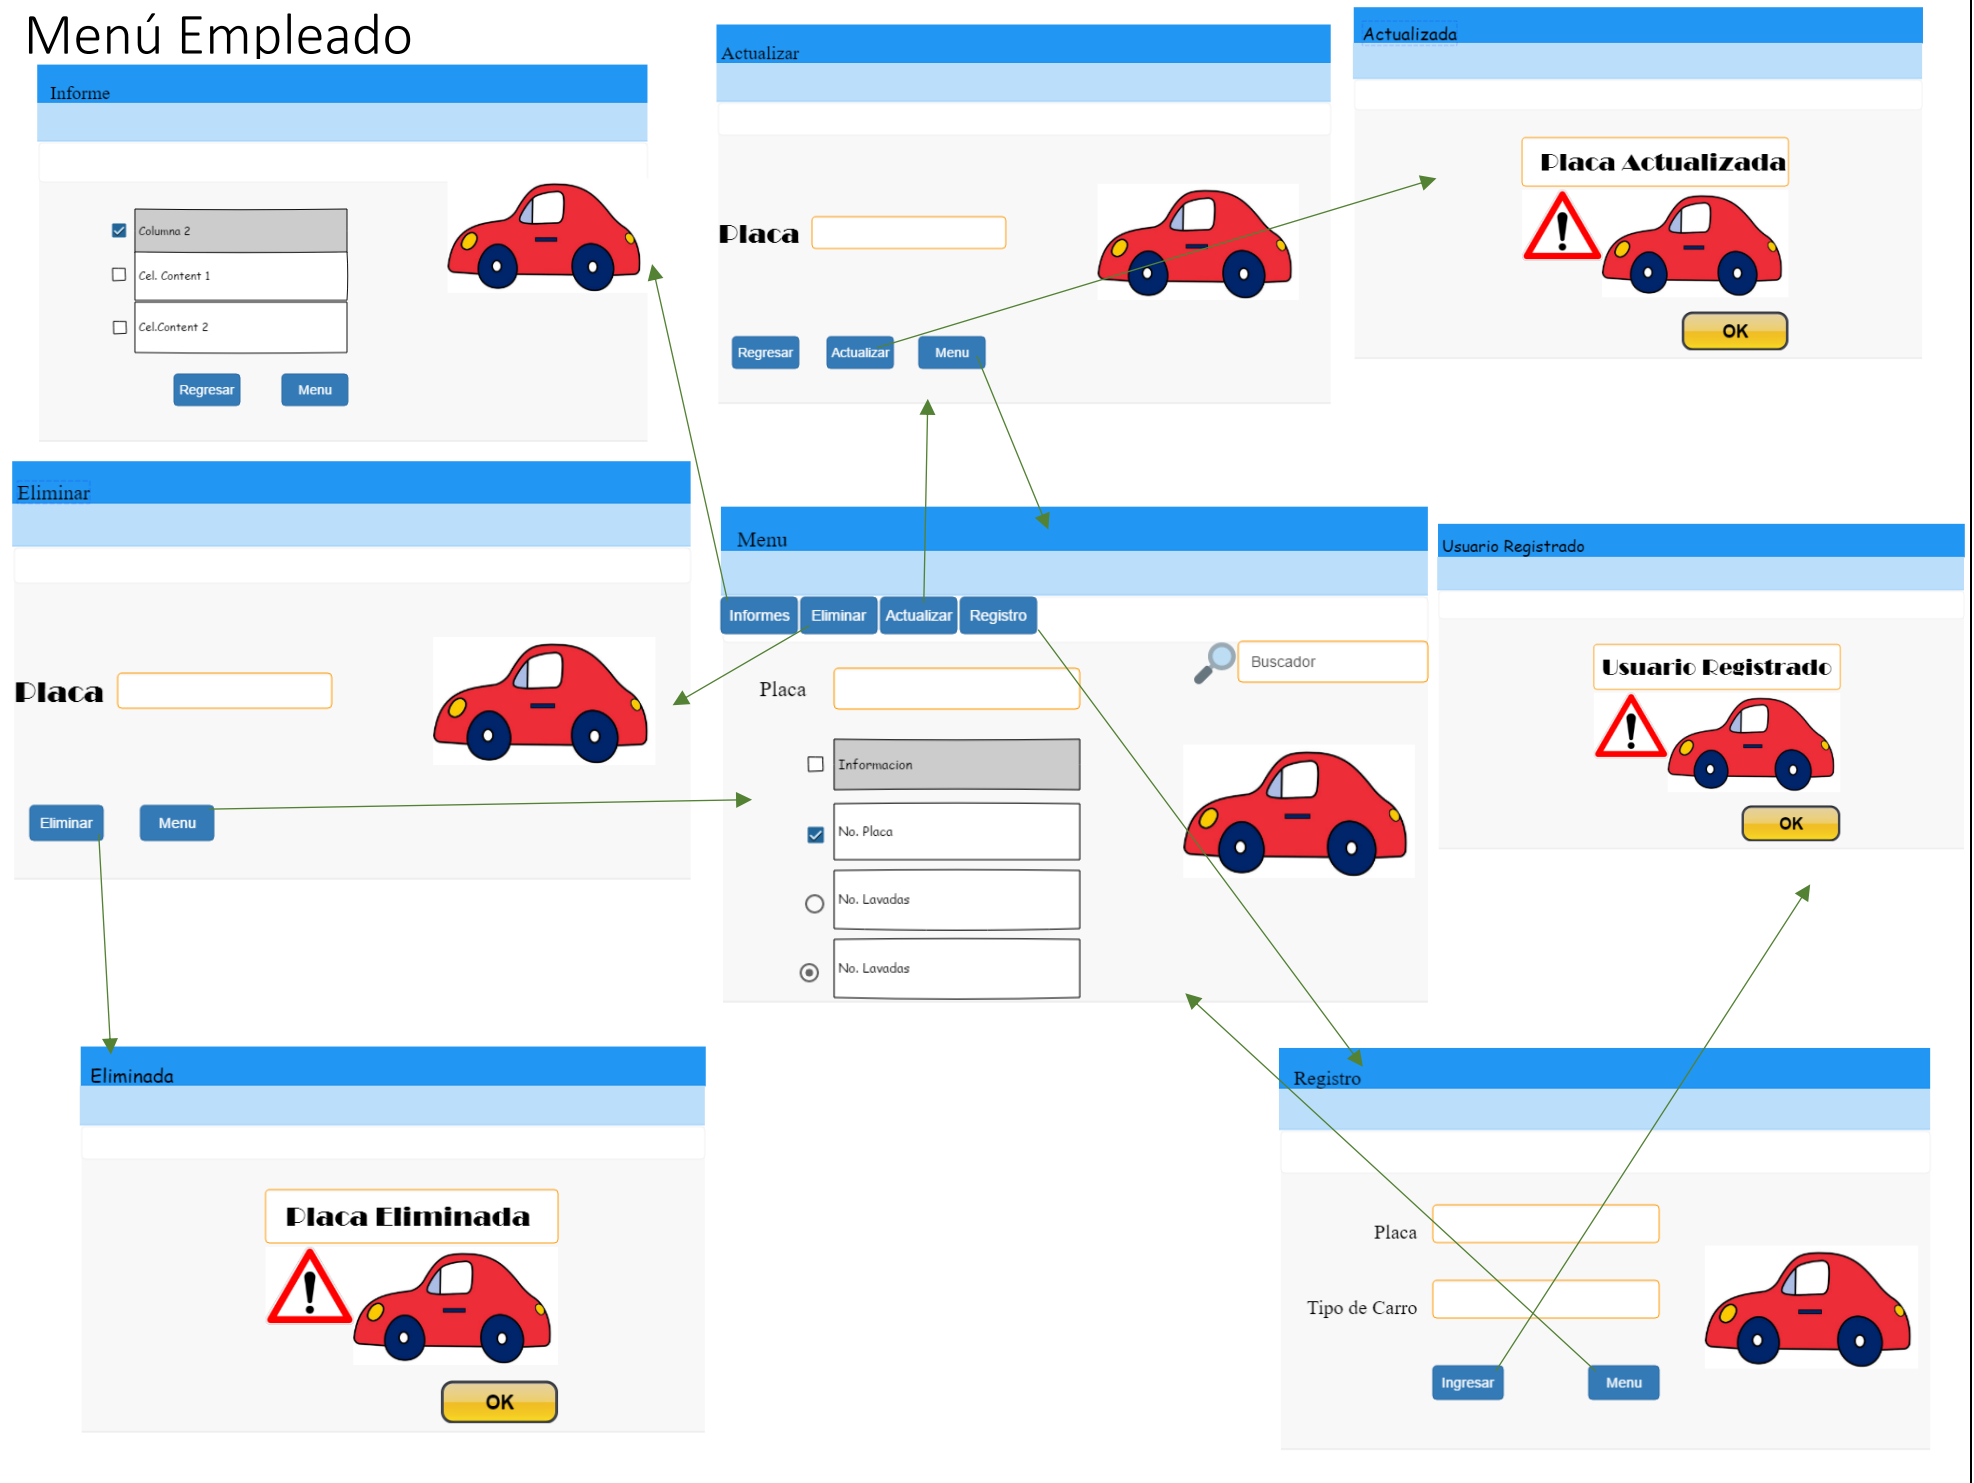 Menú Empleado
Informe
Columna 2
Cel. Content 1
Cel.Content 2
Regresar
Menu
Actualizar
Placa
Regresar
Actualizar
Menu
Actualizada
Placa Actualizada
OK
Eliminar
Placa
Eliminar
Menu
Menu
Informes
Eliminar
Actualizar
Registro
Buscador
Placa
Informacion
No. Placa
No. Lavadas
No. Lavadas
Usuario Registrado
Usuario Registrado
OK
Eliminada
Placa Eliminada
OK
Registro
Placa
Tipo de Carro
Ingresar
Menu